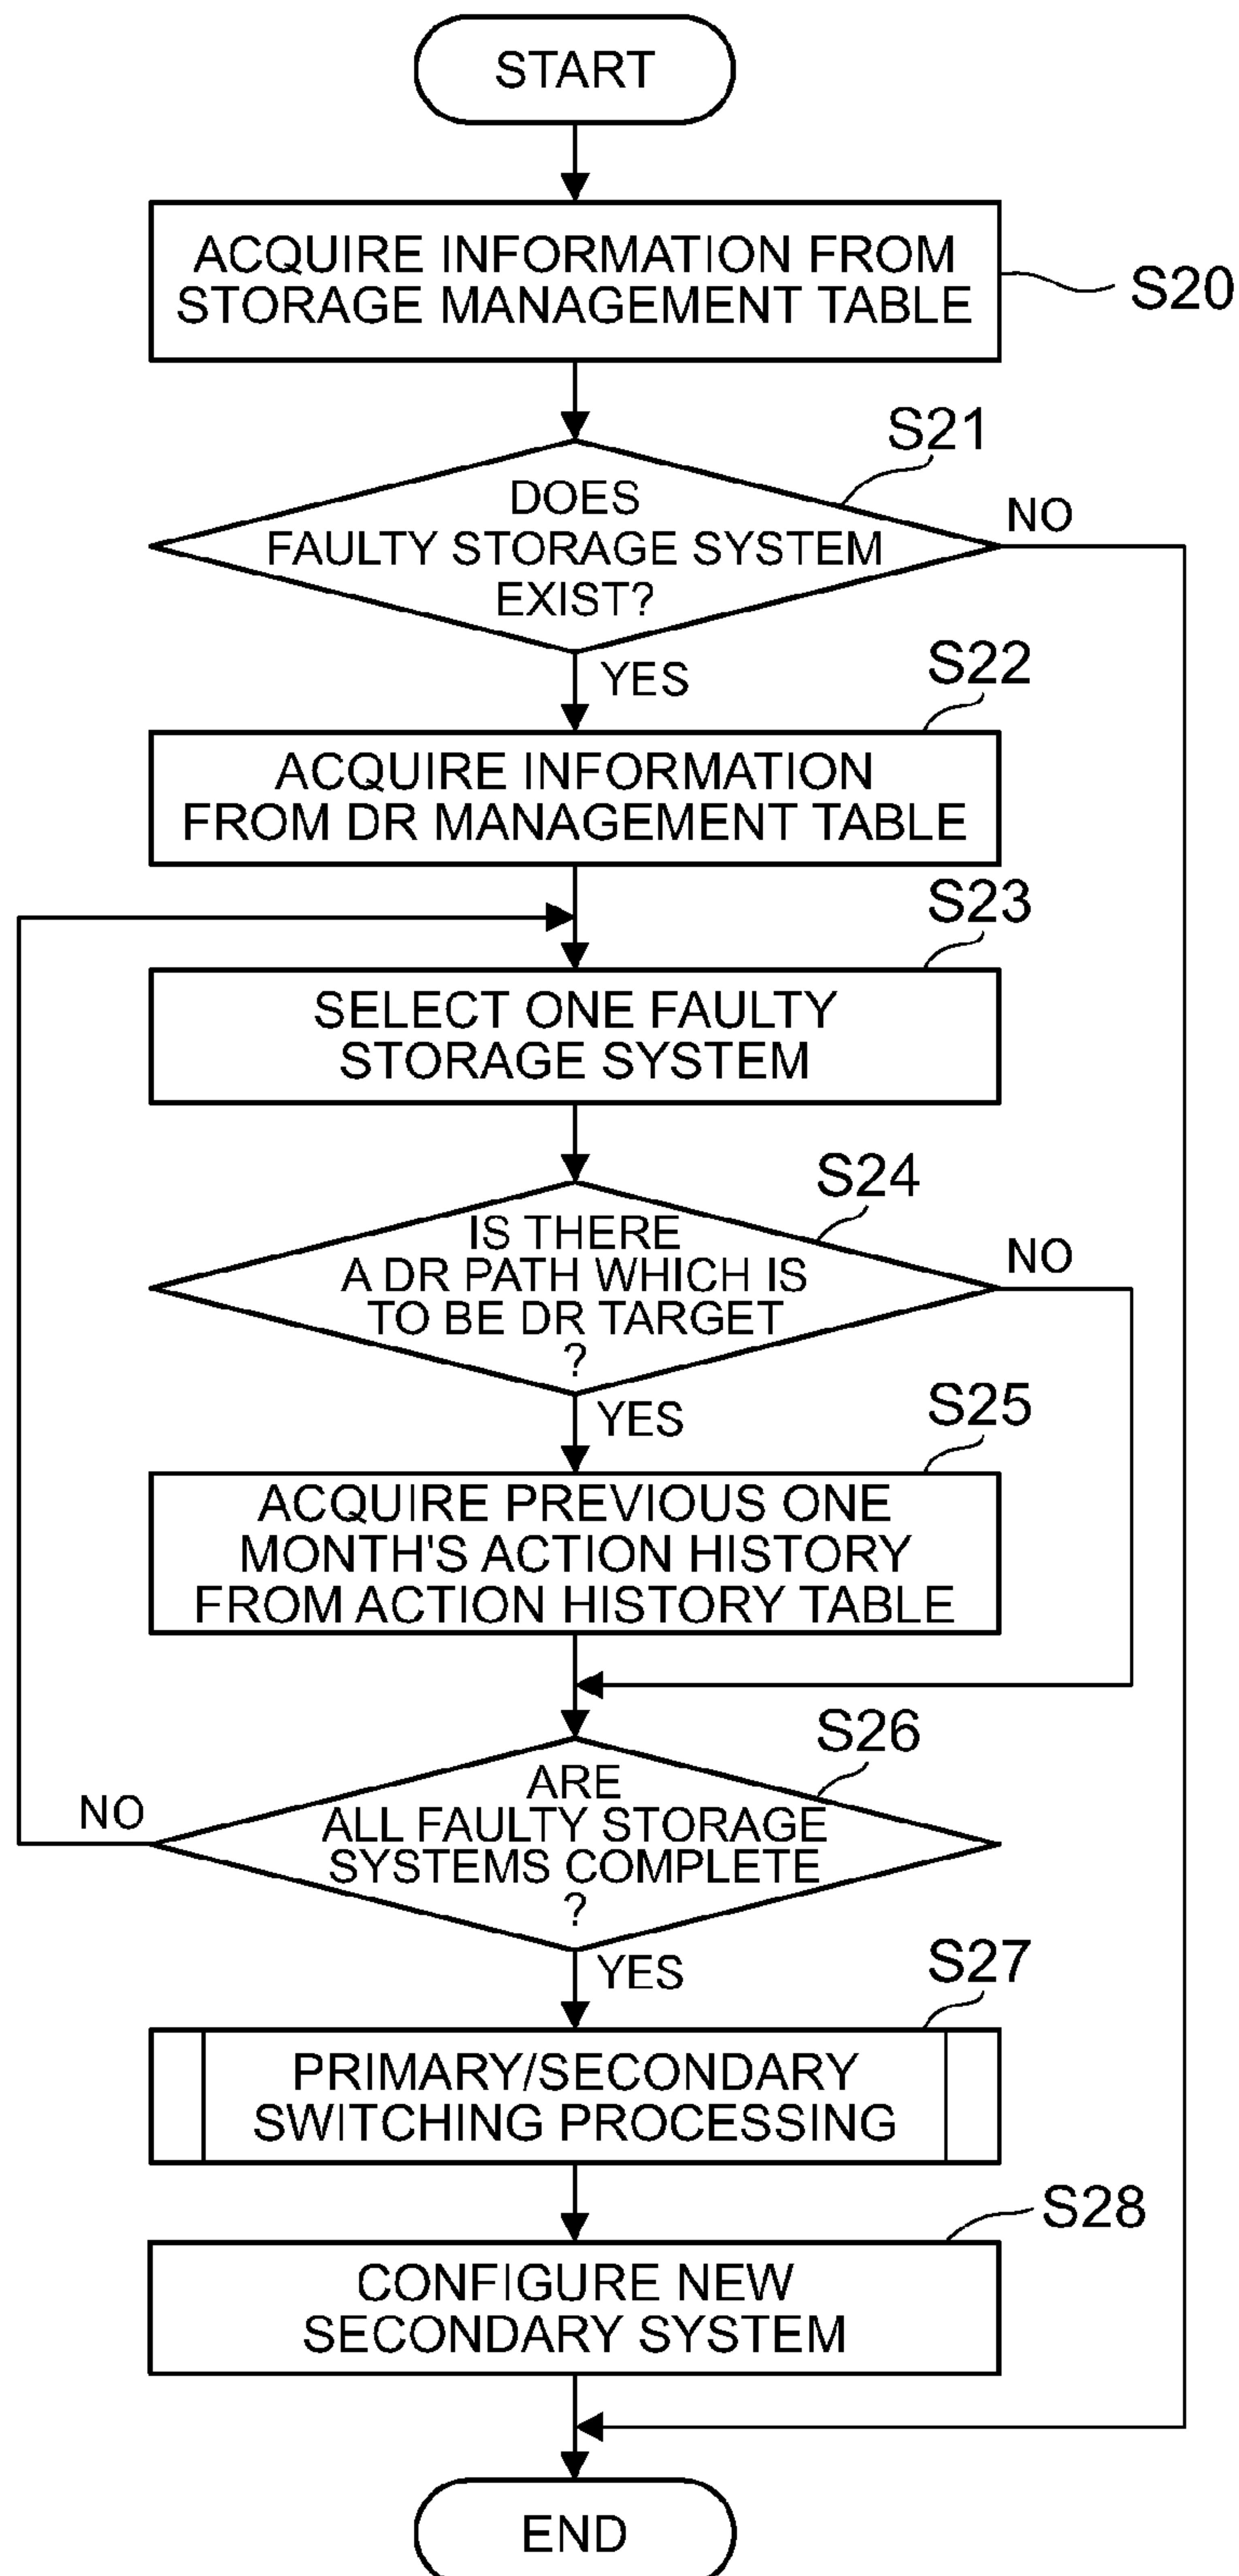 START
ACQUIRE INFORMATION FROM
STORAGE MANAGEMENT TABLE
S20
S21
DOES
FAULTY STORAGE SYSTEM
EXIST?
NO
YES
S22
ACQUIRE INFORMATION
FROM DR MANAGEMENT TABLE
S23
SELECT ONE FAULTY
STORAGE SYSTEM
S24
IS THERE
A DR PATH WHICH IS
TO BE DR TARGET
?
NO
YES
S25
ACQUIRE PREVIOUS ONE
MONTH'S ACTION HISTORY
FROM ACTION HISTORY TABLE
S26
ARE
ALL FAULTY STORAGE
SYSTEMS COMPLETE
?
NO
YES
S27
PRIMARY/SECONDARY
SWITCHING PROCESSING
S28
CONFIGURE NEW
SECONDARY SYSTEM
END